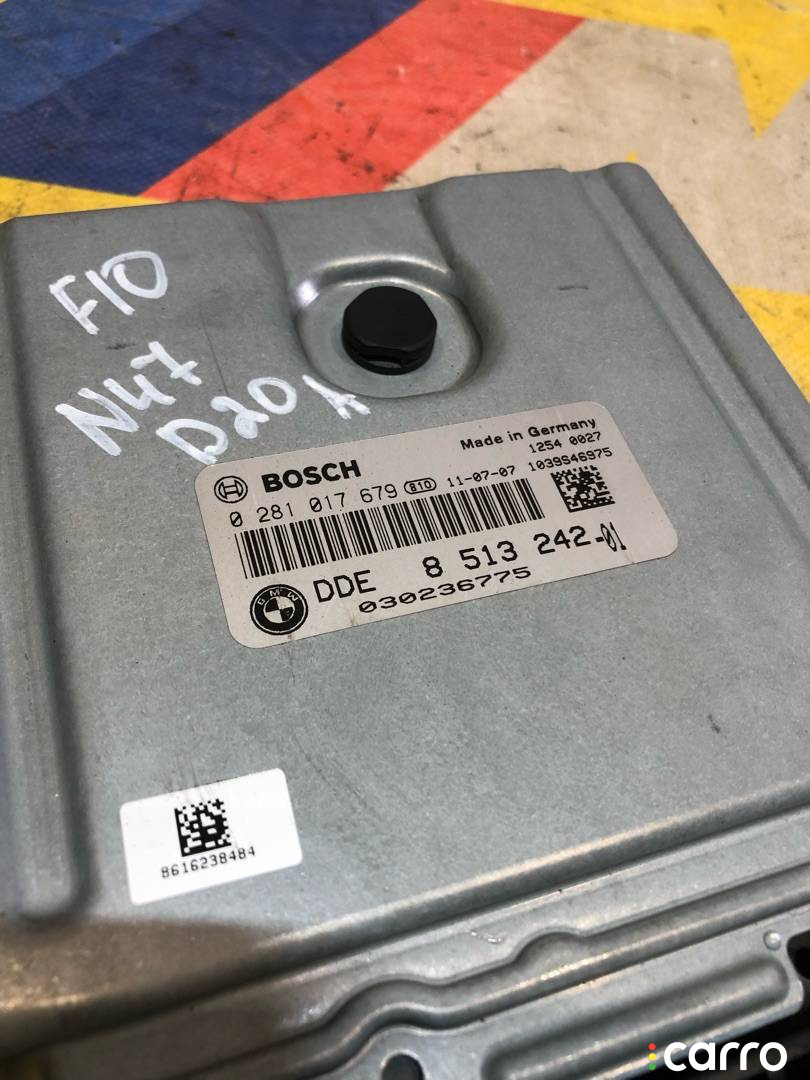 F10
N47
D20A
BOSCH
Made in Germany
1254 0027
0 281 017 679 810 11-07-07 1039S46975
DDE 8 513 242-01
BMW
030236775
8616238484
carro